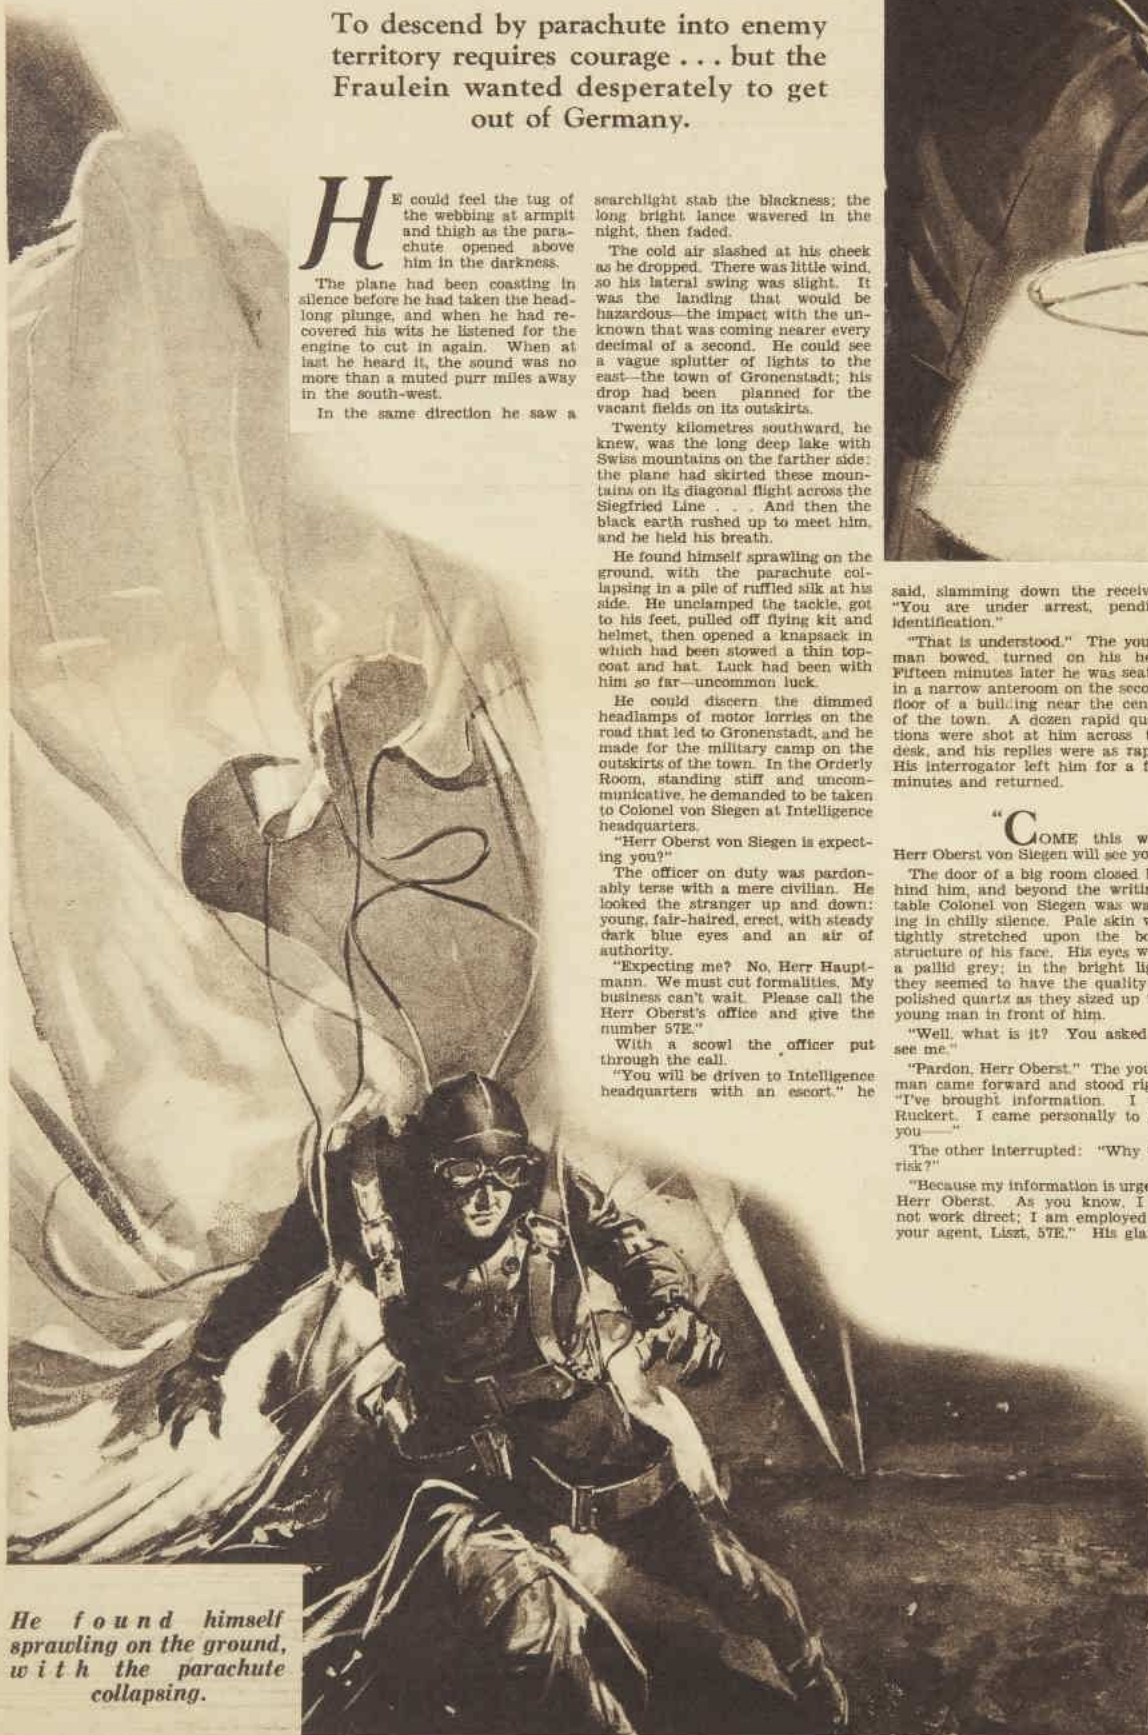 To descend by parachute into enemy
territory requires courage . . . but the
Fraulein wanted desperately to get
out of Germany.
HE could feel the tug of
the webbing at armpit
and thigh as the para-
chute opened above
him in the darkness.
The plane had been coasting in
silence before he had taken the head-
long plunge, and when he had re-
covered his wits he listened for the
engine to cut in again. When at
last he heard it, the sound was no
more than a muted purr miles away
in the south-west.
In the same direction he saw a
searchlight stab the blackness; the
long bright lance wavered in the
night, then faded.
The cold air slashed at his cheek
as he dropped. There was little wind,
so his lateral swing was slight. It
was the landing that would be
hazardous—the impact with the un-
known that was coming nearer every
decimal of a second. He could see
a vague splutter of lights to the
east—the town of Gronenstadt; his
drop had been planned for the
vacant fields on its outskirts.
Twenty kilometres southward, he
knew, was the long deep lake with
Swiss mountains on the farther side:
the plane had skirted these moun-
tains on its diagonal flight across the
Siegfried Line . . . And then the
black earth rushed up to meet him,
and he held his breath.
He found himself sprawling on the
ground, with the parachute col-
lapsing in a pile of ruffled silk at his
side. He unclamped the tackle, got
to his feet, pulled off flying kit and
helmet, then opened a knapsack in
which had been stowed a thin top-
coat and hat. Luck had been with
him so far—uncommon luck.
He could discern the dimmed
headlamps of motor lorries on the
road that led to Gronenstadt, and he
made for the military camp on the
outskirts of the town. In the Orderly
Room, standing stiff and uncom-
municative, he demanded to be taken
to Colonel von Siegen at Intelligence
headquarters.
"Herr Oberst von Siegen is expect-
ing you?"
The officer on duty was pardon-
ably terse with a mere civilian. He
looked the stranger up and down:
young, fair-haired, erect, with steady
dark blue eyes and an air of
authority.
"Expecting me? No, Herr Haupt-
mann. We must cut formalities. My
business can't wait. Please call the
Herr Oberst's office and give the
number 57E."
With a scowl the officer put
through the call.
"You will be driven to Intelligence
headquarters with an escort." he
said, slamming down the receiv
"You are under arrest, pendi
identification."
"That is understood." The you
man bowed, turned on his he
Fifteen minutes later he was seat
in a narrow anteroom on the seco
floor of a building near the cen
of the town. A dozen rapid qu
tions were shot at him across
desk, and his replies were as rap
His interrogator left him for a f
minutes and returned.
"COME this w
Herr Oberst von Siegen will see yo
The door of a big room closed b
hind him, and beyond the writin
table Colonel von Siegen was wa
ing in chilly silence. Pale skin w
tightly stretched upon the bo
structure of his face. His eyes w
a pallid grey; in the bright lig
they seemed to have the quality
polished quartz as they sized up
young man in front of him.
"Well, what is it? You asked
see me."
"Pardon, Herr Oberst." The you
man came forward and stood rig
"I've brought information. I
Ruckert. I came personally to
you——"
The other interrupted: "Why
risk?"
"Because my information is urge
Herr Oberst. As you know, I
not work direct; I am employed
your agent, Liszt, 57E." His gla
He found himself
sprawling on the ground,
with the parachute
collapsing.